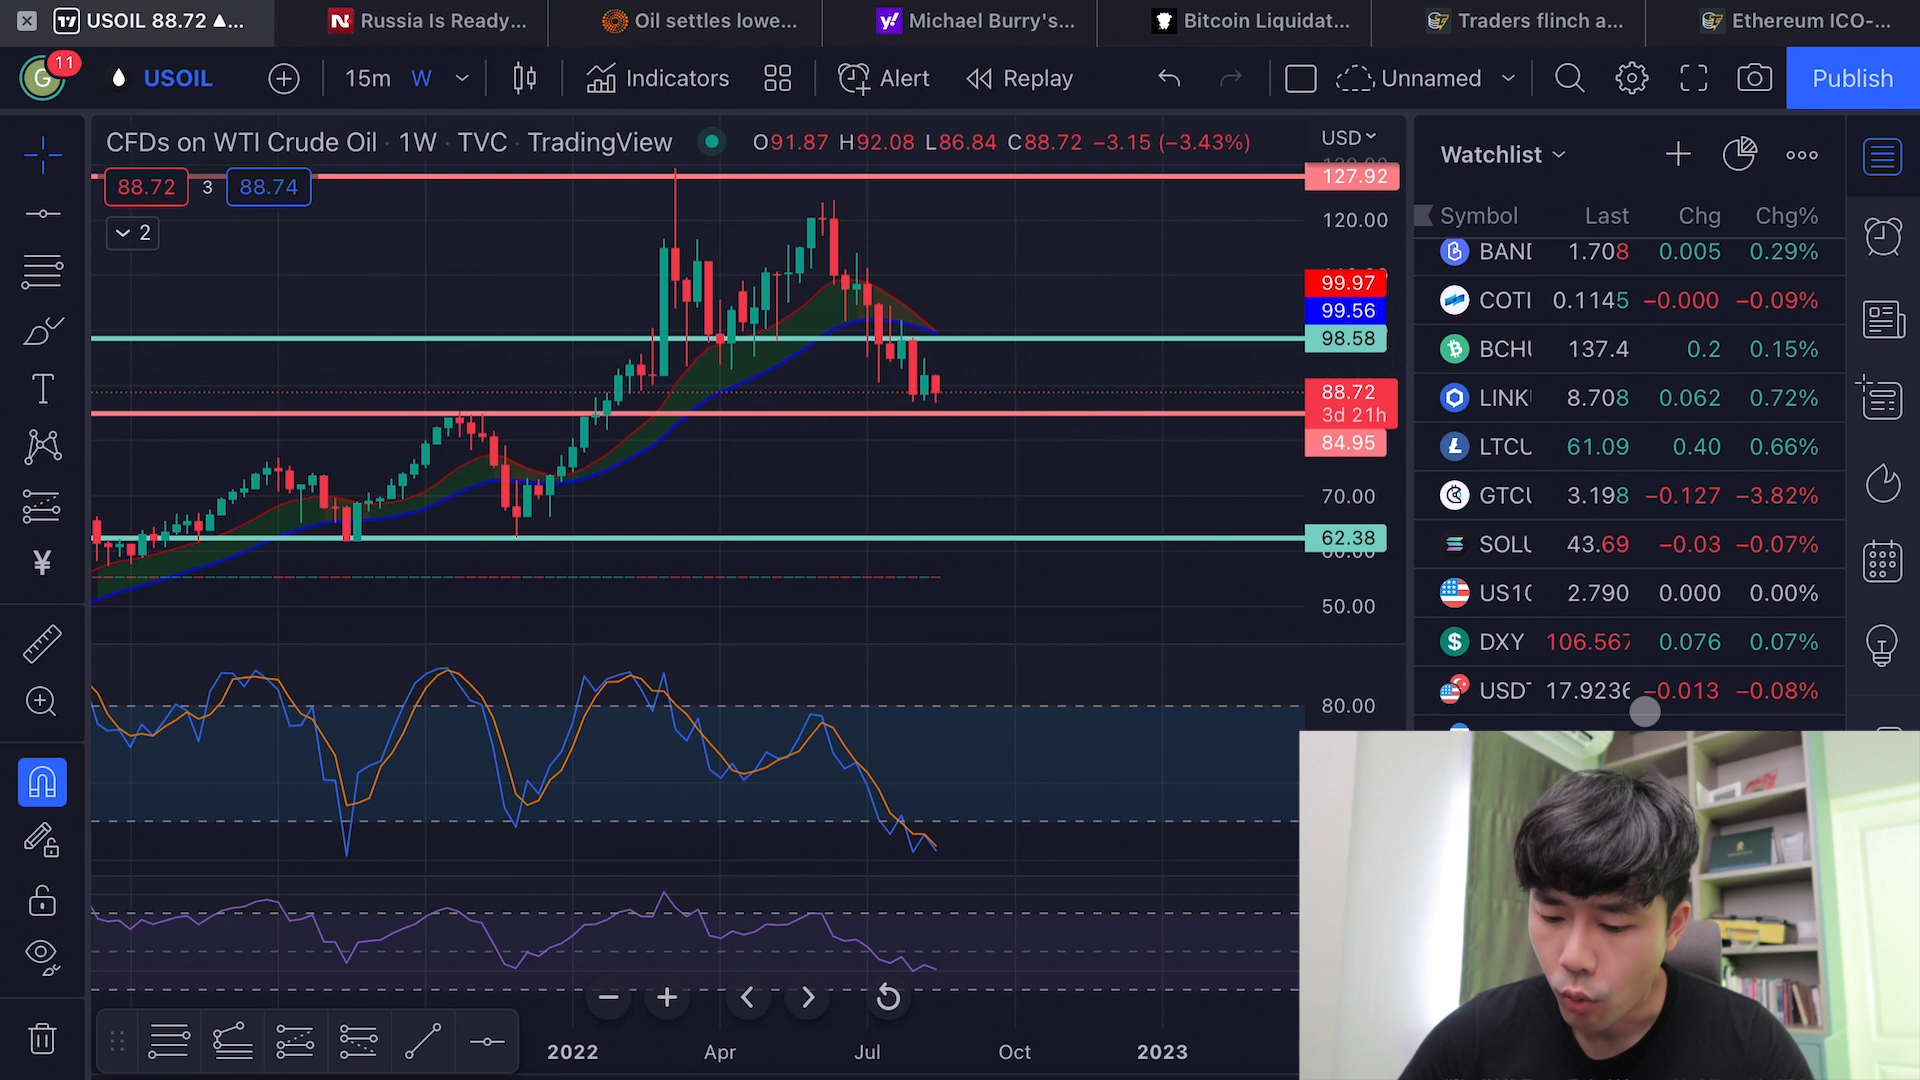 USOIL 88.72 ▲...
Russia Is Ready...
Oil settles lowe...
Michael Burry's...
Bitcoin Liquidat...
Traders flinch a...
Ethereum ICO-...
G
11
USOIL
15m W
Indicators
Alert
Replay
Unnamed
Publish
CFDs on WTI Crude Oil · 1W · TVC · TradingView
O91.87 H92.08 L86.84 C88.72 −3.15 (−3.43%)
88.72 3 88.74
2
USD
127.92
120.00
99.97
99.56
98.58
88.72
3d 21h
84.95
70.00
62.38
50.00
80.00
2022 Apr Jul Oct 2023
Watchlist
Symbol Last Chg Chg%
BAND 1.708 0.005 0.29%
COTI 0.1145 −0.000 −0.09%
BCHU 137.4 0.2 0.15%
LINKU 8.708 0.062 0.72%
LTCU 61.09 0.40 0.66%
GTCU 3.198 −0.127 −3.82%
SOLU 43.69 −0.03 −0.07%
US10 2.790 0.000 0.00%
DXY 106.567 0.076 0.07%
USDT 17.9236 −0.013 −0.08%